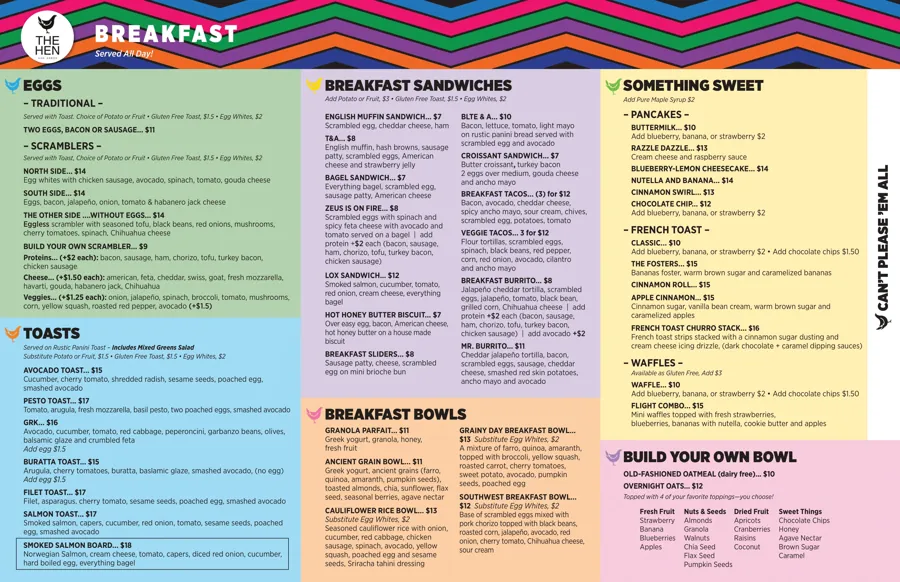 THE
HEN
BREAKFAST
Served All Day!
EGGS
– TRADITIONAL –
Served with Toast. Choice of Potato or Fruit • Gluten Free Toast, $1.5 • Egg Whites, $2
TWO EGGS, BACON OR SAUSAGE... $11
– SCRAMBLERS –
Served with Toast, Choice of Potato or Fruit • Gluten Free Toast, $1.5 • Egg Whites, $2
NORTH SIDE... $14
Egg whites with chicken sausage, avocado, spinach, tomato, gouda cheese
SOUTH SIDE... $14
Eggs, bacon, jalapeño, onion, tomato & habanero jack cheese
THE OTHER SIDE ....WITHOUT EGGS... $14
Eggless scrambler with seasoned tofu, black beans, red onions, mushrooms,
cherry tomatoes, spinach, Chihuahua cheese
BUILD YOUR OWN SCRAMBLER... $9
Proteins... (+$2 each): bacon, sausage, ham, chorizo, tofu, turkey bacon,
chicken sausage
Cheese... (+$1.50 each): american, feta, cheddar, swiss, goat, fresh mozzarella,
havarti, gouda, habanero jack, Chihuahua
Veggies... (+$1.25 each): onion, jalapeño, spinach, broccoli, tomato, mushrooms,
corn, yellow squash, roasted red pepper, avocado (+$1.5)
TOASTS
Served on Rustic Panini Toast – Includes Mixed Greens Salad
Substitute Potato or Fruit, $1.5 • Gluten Free Toast, $1.5 • Egg Whites, $2
AVOCADO TOAST... $15
Cucumber, cherry tomato, shredded radish, sesame seeds, poached egg,
smashed avocado
PESTO TOAST... $17
Tomato, arugula, fresh mozzarella, basil pesto, two poached eggs, smashed avocado
GRK... $16
Avocado, cucumber, tomato, red cabbage, peperoncini, garbanzo beans, olives,
balsamic glaze and crumbled feta
Add egg $1.5
BURATTA TOAST... $15
Arugula, cherry tomatoes, buratta, baslamic glaze, smashed avocado, (no egg)
Add egg $1.5
FILET TOAST... $17
Filet, asparagus, cherry tomato, sesame seeds, poached egg, smashed avocado
SALMON TOAST... $17
Smoked salmon, capers, cucumber, red onion, tomato, sesame seeds, poached
egg, smashed avocado
SMOKED SALMON BOARD... $18
Norwegian Salmon, cream cheese, tomato, capers, diced red onion, cucumber,
hard boiled egg, everything bagel
BREAKFAST SANDWICHES
Add Potato or Fruit, $3 • Gluten Free Toast, $1.5 • Egg Whites, $2
ENGLISH MUFFIN SANDWICH... $7
Scrambled egg, cheddar cheese, ham
T&A... $8
English muffin, hash browns, sausage
patty, scrambled eggs, American
cheese and strawberry jelly
BAGEL SANDWICH... $7
Everything bagel, scrambled egg,
sausage patty, American cheese
ZEUS IS ON FIRE... $8
Scrambled eggs with spinach and
spicy feta cheese with avocado and
tomato served on a bagel | add
protein +$2 each (bacon, sausage,
ham, chorizo, tofu, turkey bacon,
chicken sausage)
LOX SANDWICH... $12
Smoked salmon, cucumber, tomato,
red onion, cream cheese, everything
bagel
HOT HONEY BUTTER BISCUIT... $7
Over easy egg, bacon, American cheese,
hot honey butter on a house made
biscuit
BREAKFAST SLIDERS... $8
Sausage patty, cheese, scrambled
egg on mini brioche bun
BLTE & A... $10
Bacon, lettuce, tomato, light mayo
on rustic panini bread served with
scrambled egg and avocado
CROISSANT SANDWICH... $7
Butter croissant, turkey bacon
2 eggs over medium, gouda cheese
and ancho mayo
BREAKFAST TACOS... (3) for $12
Bacon, avocado, cheddar cheese,
spicy ancho mayo, sour cream, chives,
scrambled egg, potatoes, tomato
VEGGIE TACOS... 3 for $12
Flour tortillas, scrambled eggs,
spinach, black beans, red pepper,
corn, red onion, avocado, cilantro
and ancho mayo
BREAKFAST BURRITO... $8
Jalapeño cheddar tortilla, scrambled
eggs, jalapeño, tomato, black bean,
grilled corn, Chihuahua cheese | add
protein +$2 each (bacon, sausage,
ham, chorizo, tofu, turkey bacon,
chicken sausage) | add avocado +$2
MR. BURRITO... $11
Cheddar jalapeño tortilla, bacon,
scrambled eggs, sausage, cheddar
cheese, smashed red skin potatoes,
ancho mayo and avocado
BREAKFAST BOWLS
GRANOLA PARFAIT... $11
Greek yogurt, granola, honey,
fresh fruit
ANCIENT GRAIN BOWL... $11
Greek yogurt, ancient grains (farro,
quinoa, amaranth, pumpkin seeds),
toasted almonds, chia, sunflower, flax
seed, seasonal berries, agave nectar
CAULIFLOWER RICE BOWL... $13
Substitute Egg Whites, $2
Seasoned cauliflower rice with onion,
cucumber, red cabbage, chicken
sausage, spinach, avocado, yellow
squash, poached egg and sesame
seeds, Sriracha tahini dressing
GRAINY DAY BREAKFAST BOWL...
$13 Substitute Egg Whites, $2
A mixture of farro, quinoa, amaranth,
topped with broccoli, yellow squash,
roasted carrot, cherry tomatoes,
sweet potato, avocado, pumpkin
seeds, poached egg
SOUTHWEST BREAKFAST BOWL...
$12 Substitute Egg Whites, $2
Base of scrambled eggs mixed with
pork chorizo topped with black beans,
roasted corn, jalapeño, avocado, red
onion, cherry tomato, Chihuahua cheese,
sour cream
SOMETHING SWEET
Add Pure Maple Syrup $2
– PANCAKES –
BUTTERMILK... $10
Add blueberry, banana, or strawberry $2
RAZZLE DAZZLE... $13
Cream cheese and raspberry sauce
BLUEBERRY-LEMON CHEESECAKE... $14
NUTELLA AND BANANA... $14
CINNAMON SWIRL... $13
CHOCOLATE CHIP... $12
Add blueberry, banana, or strawberry $2
– FRENCH TOAST –
CLASSIC... $10
Add blueberry, banana, or strawberry $2 • Add chocolate chips $1.50
THE FOSTERS... $15
Bananas foster, warm brown sugar and caramelized bananas
CINNAMON ROLL... $15
APPLE CINNAMON... $15
Cinnamon sugar, vanilla bean cream, warm brown sugar and
caramelized apples
FRENCH TOAST CHURRO STACK... $16
French toast strips stacked with a cinnamon sugar dusting and
cream cheese icing drizzle, (dark chocolate + caramel dipping sauces)
– WAFFLES –
Available as Gluten Free, Add $3
WAFFLE... $10
Add blueberry, banana, or strawberry $2 • Add chocolate chips $1.50
FLIGHT COMBO... $15
Mini waffles topped with fresh strawberries,
blueberries, bananas with nutella, cookie butter and apples
BUILD YOUR OWN BOWL
OLD-FASHIONED OATMEAL (dairy free)... $10
OVERNIGHT OATS... $12
Topped with 4 of your favorite toppings—you choose!
Fresh Fruit
Strawberry
Banana
Blueberries
Apples
Nuts & Seeds
Almonds
Granola
Walnuts
Chia Seed
Flax Seed
Pumpkin Seeds
Dried Fruit
Apricots
Cranberries
Raisins
Coconut
Sweet Things
Chocolate Chips
Honey
Agave Nectar
Brown Sugar
Caramel
CAN'T PLEASE 'EM ALL